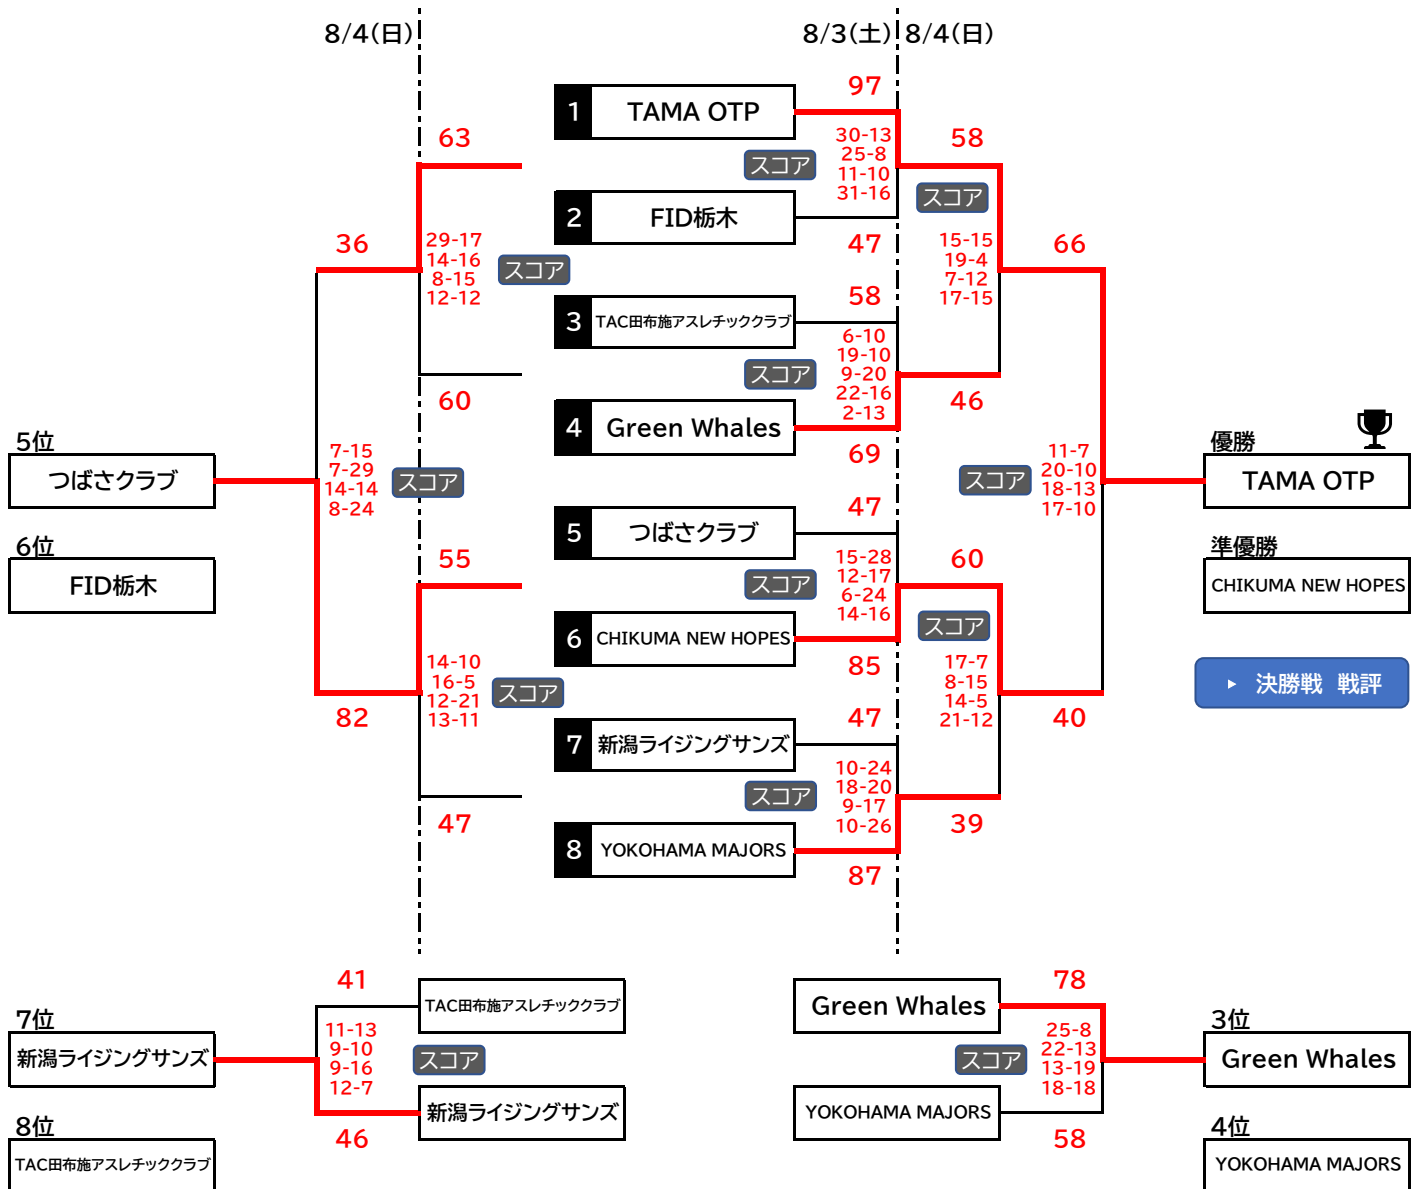 8/4(日)
8/3(土)
8/4(日)
97
1
TAMA OTP
30-13
25-8
11-10
31-16
スコア
2
FID栃木
47
58
3
TAC田布施アスレチッククラブ
6-10
19-10
9-20
22-16
2-13
スコア
4
Green Whales
69
47
5
つばさクラブ
15-28
12-17
6-24
14-16
スコア
6
CHIKUMA NEW HOPES
85
47
7
新潟ライジングサンズ
10-24
18-20
9-17
10-26
スコア
8
YOKOHAMA MAJORS
87
63
29-17
14-16
8-15
12-12
スコア
60
36
7-15
7-29
14-14
8-24
スコア
82
55
14-10
16-5
12-21
13-11
スコア
47
5位
つばさクラブ
6位
FID栃木
58
スコア
15-15
19-4
7-12
17-15
46
60
スコア
17-7
8-15
14-5
21-12
39
66
11-7
20-10
18-13
17-10
スコア
40
優勝
TAMA OTP
準優勝
CHIKUMA NEW HOPES
▸ 決勝戦 戦評
41
TAC田布施アスレチッククラブ
11-13
9-10
9-16
12-7
スコア
新潟ライジングサンズ
46
7位
新潟ライジングサンズ
8位
TAC田布施アスレチッククラブ
78
Green Whales
25-8
22-13
13-19
18-18
スコア
YOKOHAMA MAJORS
58
3位
Green Whales
4位
YOKOHAMA MAJORS